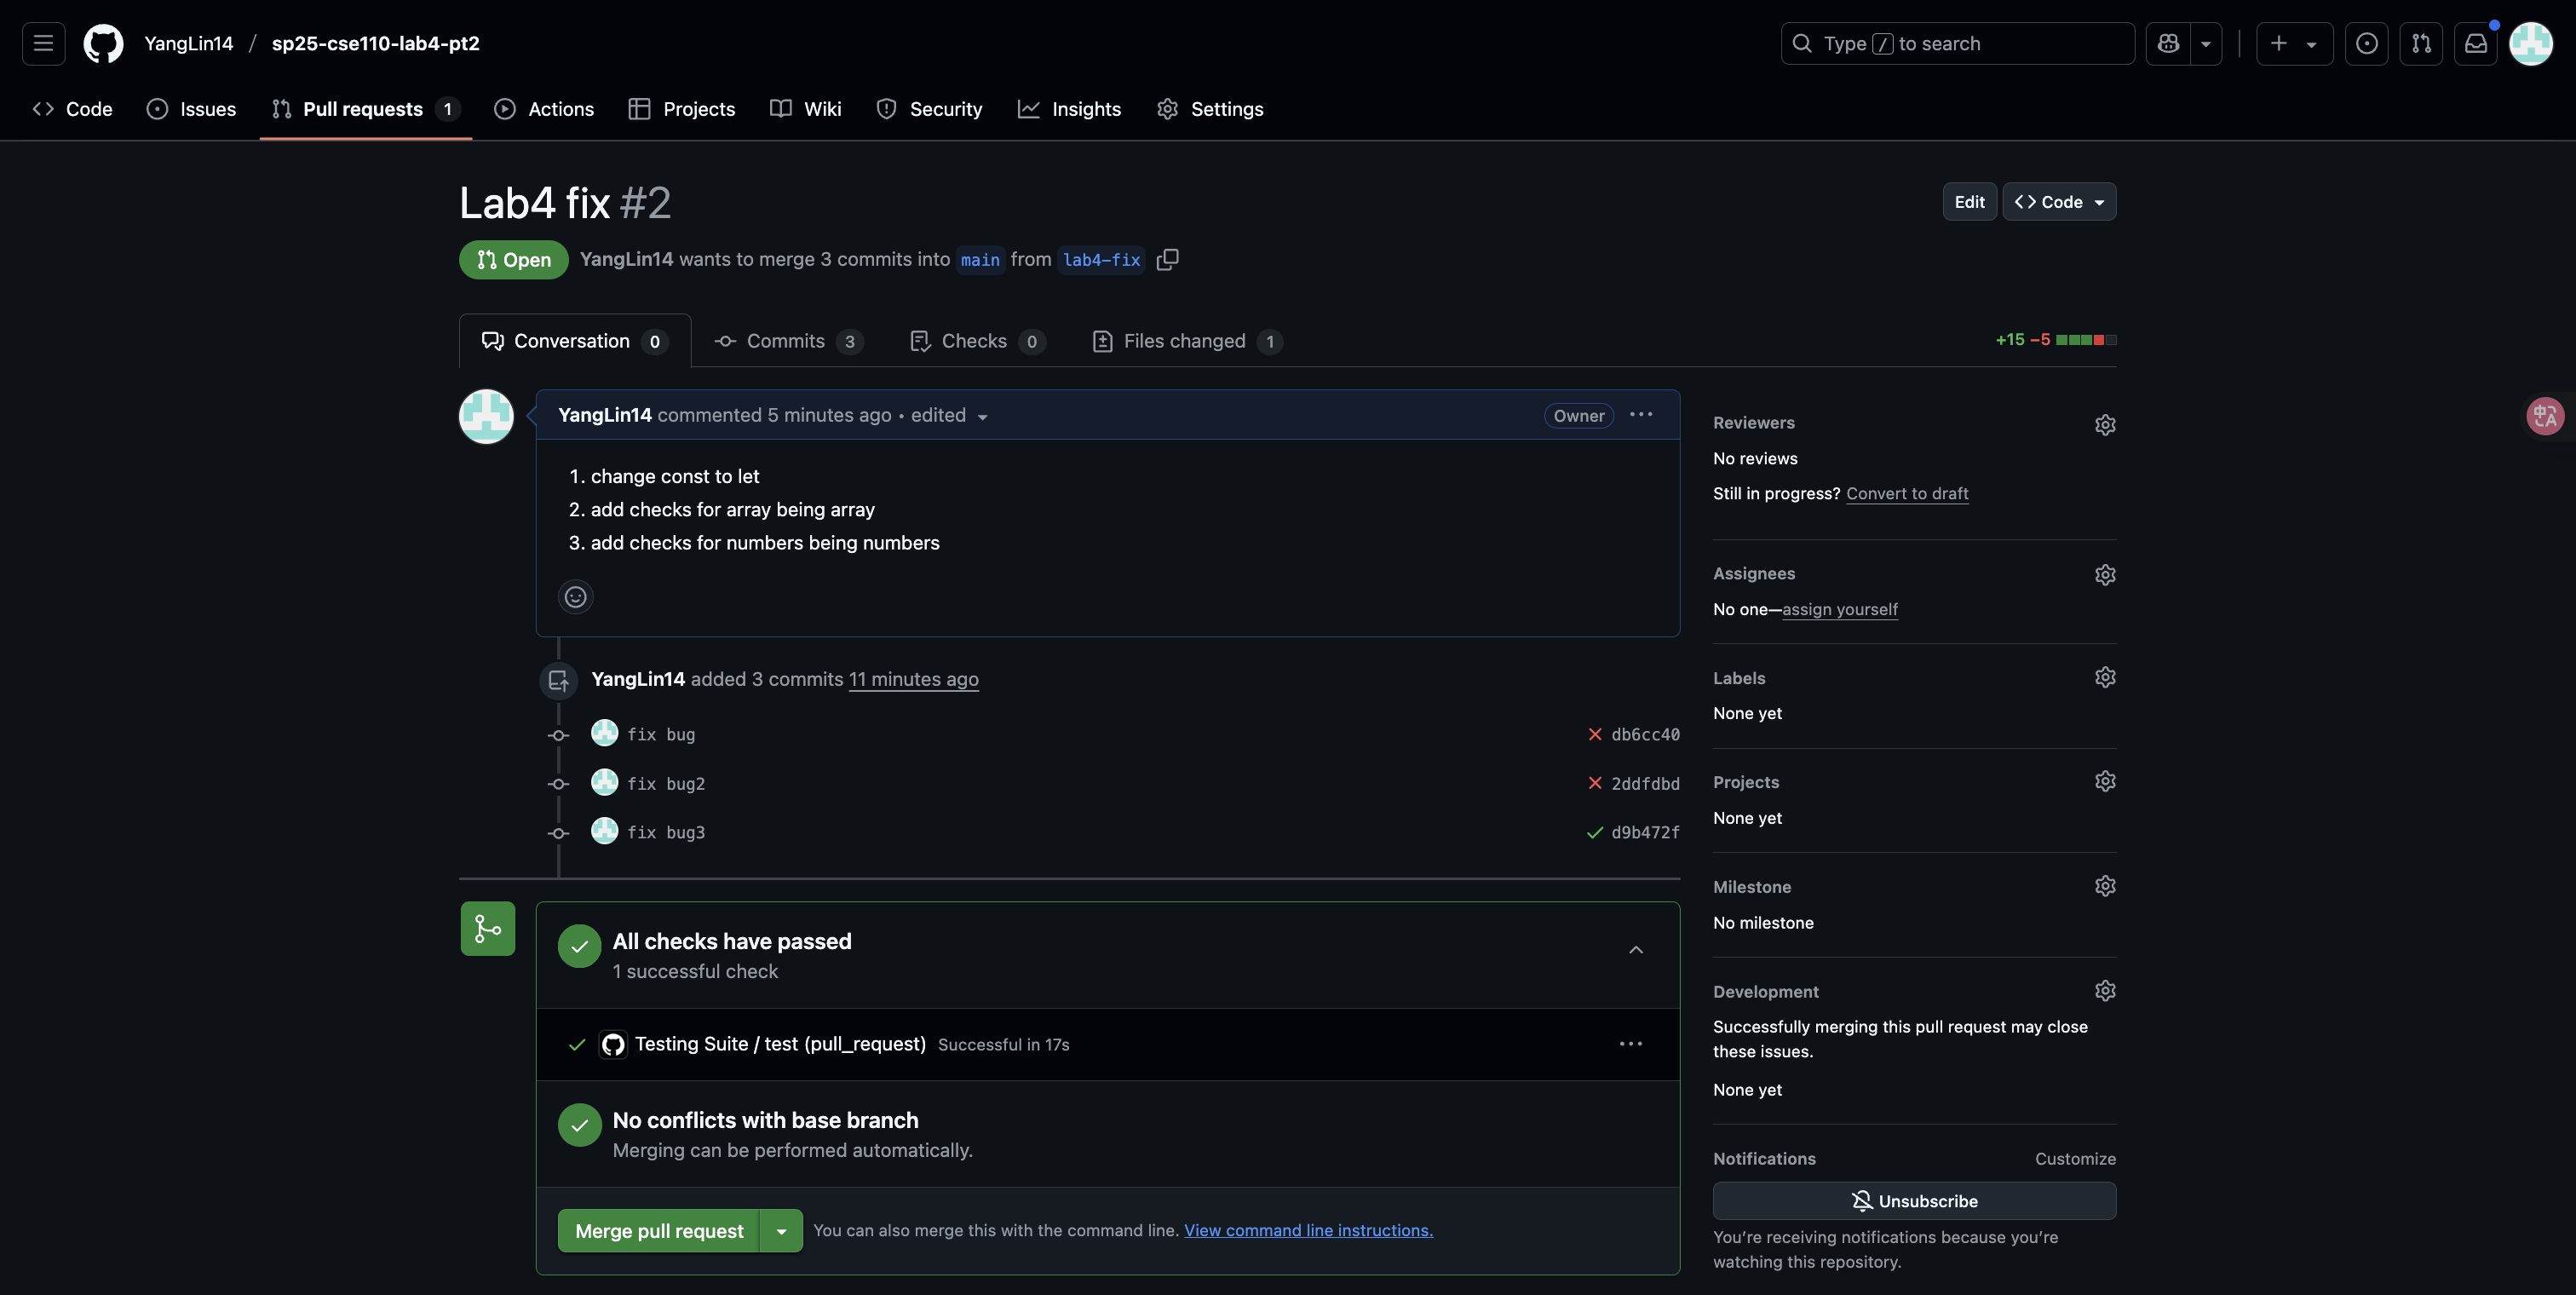 YangLin14 / sp25-cse110-lab4-pt2
Type / to search
Code
Issues
Pull requests 1
Actions
Projects
Wiki
Security
Insights
Settings
Lab4 fix #2
Edit
Code
Open
YangLin14 wants to merge 3 commits into main from lab4-fix
Conversation 0
Commits 3
Checks 0
Files changed 1
+15 −5
YangLin14 commented 5 minutes ago • edited
Owner
1. change const to let
2. add checks for array being array
3. add checks for numbers being numbers
YangLin14 added 3 commits 11 minutes ago
fix bug
db6cc40
fix bug2
2ddfdbd
fix bug3
d9b472f
All checks have passed
1 successful check
Testing Suite / test (pull_request) Successful in 17s
No conflicts with base branch
Merging can be performed automatically.
Merge pull request
You can also merge this with the command line. View command line instructions.
Reviewers
No reviews
Still in progress? Convert to draft
Assignees
No one—assign yourself
Labels
None yet
Projects
None yet
Milestone
No milestone
Development
Successfully merging this pull request may close
these issues.
None yet
Notifications
Customize
Unsubscribe
You're receiving notifications because you're
watching this repository.
中A